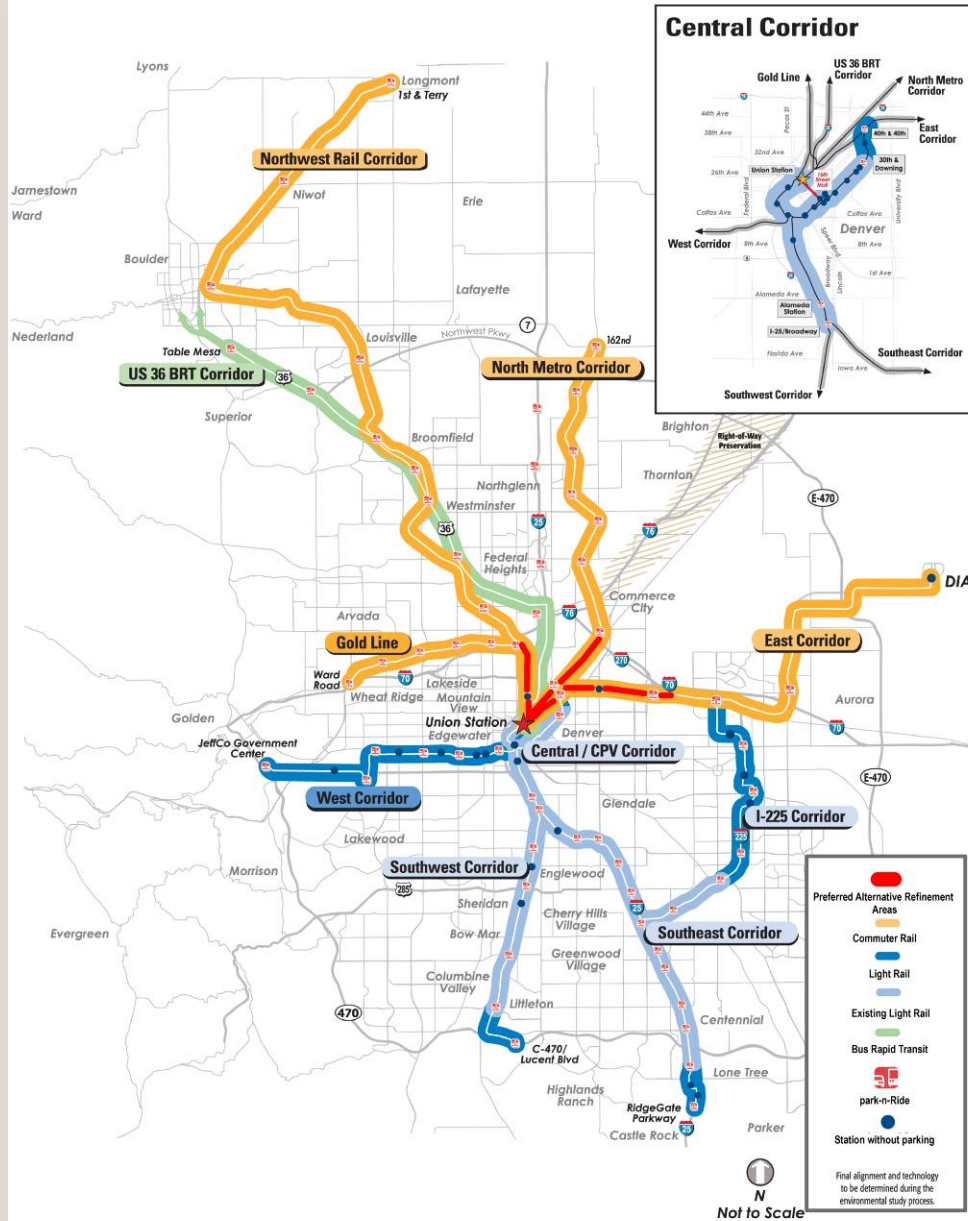 Central Corridor
Gold Line
US 36 BRT
Corridor
North Metro
Corridor
Pecos St
44th Ave
38th Ave
40th & 40th
East
Corridor
32nd Ave
30th &
Downing
26th Ave
Union Station
16th
Street
Mall
Federal Blvd
University Blvd
Colfax Ave
Colfax Ave
Speer Blvd
Denver
West Corridor
8th Ave
8th Ave
Broadway
Lincoln
1st Ave
Alameda Ave
Alameda
Station
I-25/Broadway
Florida Ave
Iowa Ave
Southeast Corridor
Southwest Corridor
Lyons
Longmont
1st & Terry
Northwest Rail Corridor
Jamestown
Ward
Niwot
Erie
Boulder
Lafayette
Nederland
Louisville
Northwest Pkwy
7
162nd
Table Mesa
US 36 BRT Corridor
36
North Metro Corridor
Superior
Broomfield
Brighton
Right-of-Way
Preservation
Thornton
Northglenn
E-470
Westminster
25
76
36
Federal
Heights
DIA
Commerce
City
Arvada
76
Gold Line
East Corridor
270
Ward
Road
70
Lakeside
70
Wheat Ridge
Mountain
View
Aurora
Golden
Union Station
Edgewater
Denver
70
JeffCo Government
Center
Central / CPV Corridor
E-470
West Corridor
Glendale
I-225 Corridor
Lakewood
225
Morrison
Southwest Corridor
Englewood
285
Sheridan
25
Cherry Hills
Village
Evergreen
Bow Mar
Southeast Corridor
Greenwood
Village
Columbine
Valley
470
Littleton
Centennial
C-470/
Lucent Blvd
Lone Tree
Highlands
Ranch
RidgeGate
Parkway
25
Castle Rock
Parker
Preferred Alternative Refinement
Areas
Commuter Rail
Light Rail
Existing Light Rail
Bus Rapid Transit
park-n-Ride
Station without parking
Final alignment and technology
to be determined during the
environmental study process.
N
Not to Scale